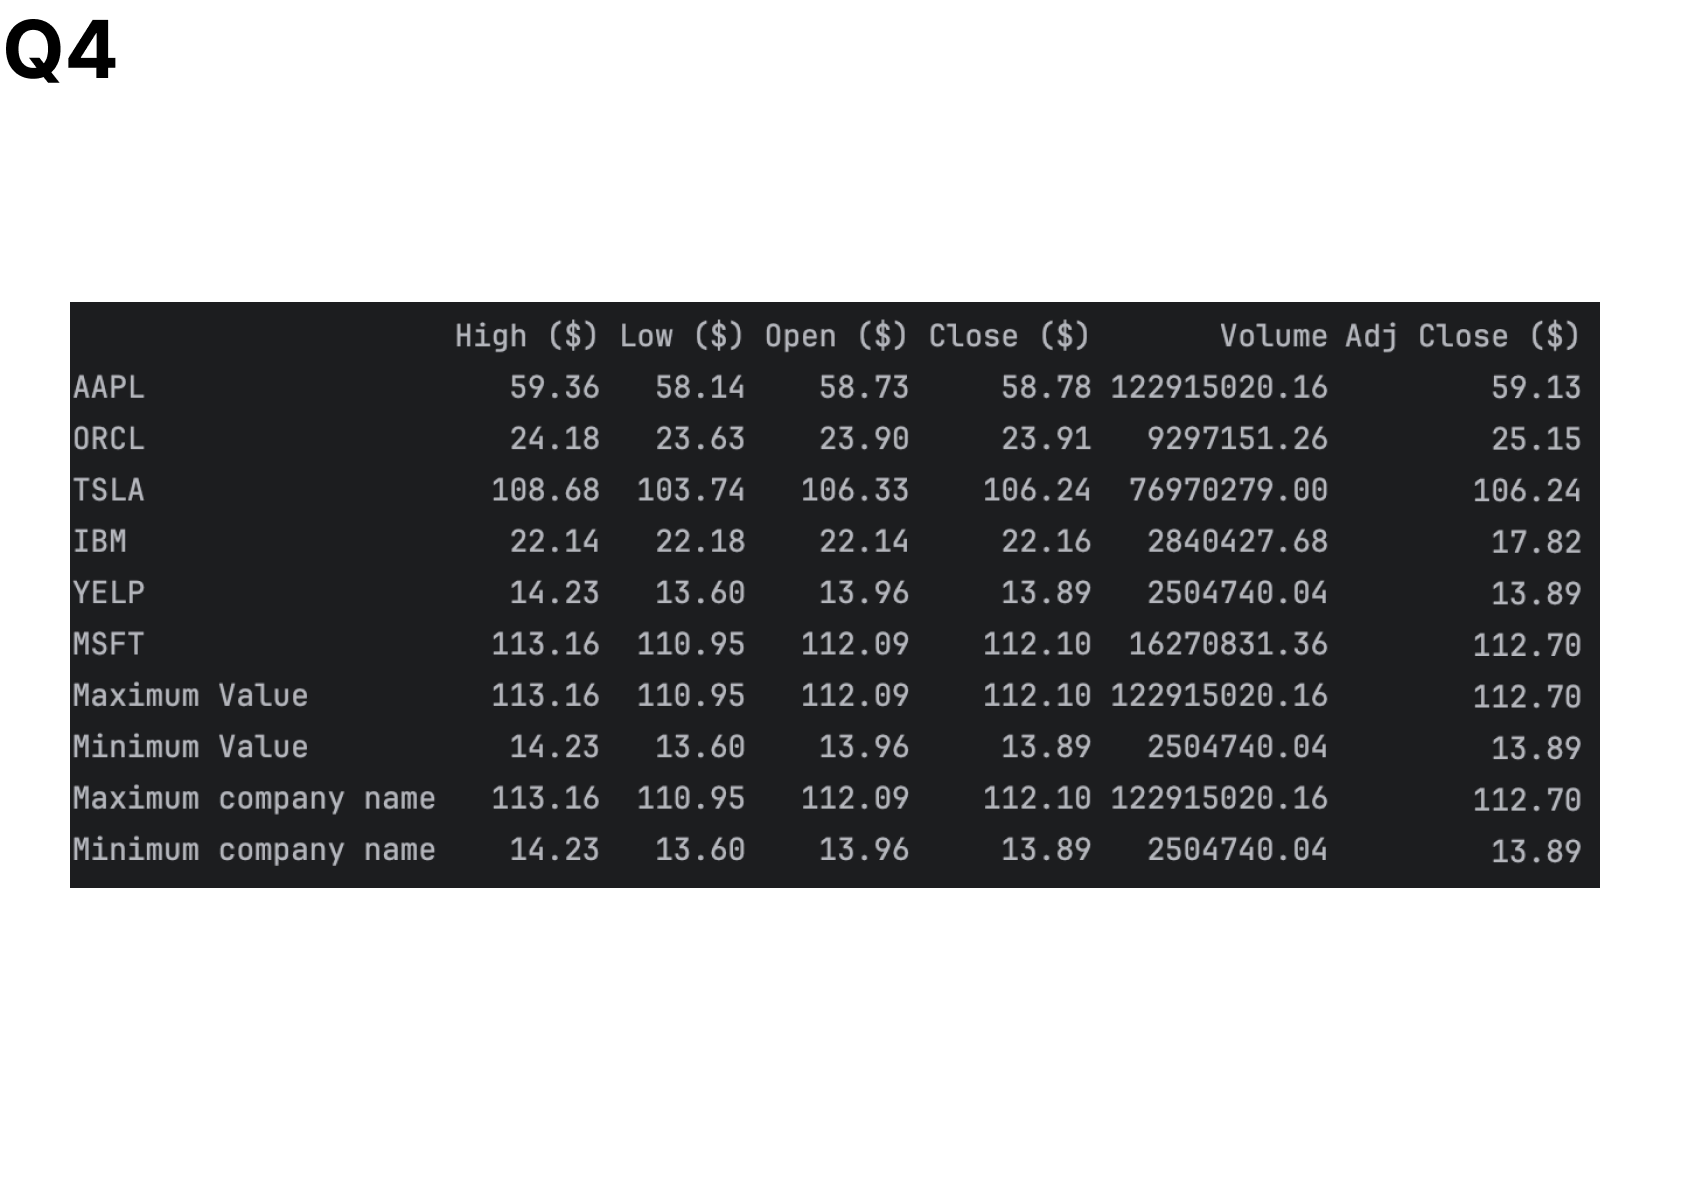 Q4
High ($) Low ($) Open ($) Close ($) Volume Adj Close ($)
AAPL 59.36 58.14 58.73 58.78 122915020.16 59.13
ORCL 24.18 23.63 23.90 23.91 9297151.26 25.15
TSLA 108.68 103.74 106.33 106.24 76970279.00 106.24
IBM 22.14 22.18 22.14 22.16 2840427.68 17.82
YELP 14.23 13.60 13.96 13.89 2504740.04 13.89
MSFT 113.16 110.95 112.09 112.10 16270831.36 112.70
Maximum Value 113.16 110.95 112.09 112.10 122915020.16 112.70
Minimum Value 14.23 13.60 13.96 13.89 2504740.04 13.89
Maximum company name 113.16 110.95 112.09 112.10 122915020.16 112.70
Minimum company name 14.23 13.60 13.96 13.89 2504740.04 13.89